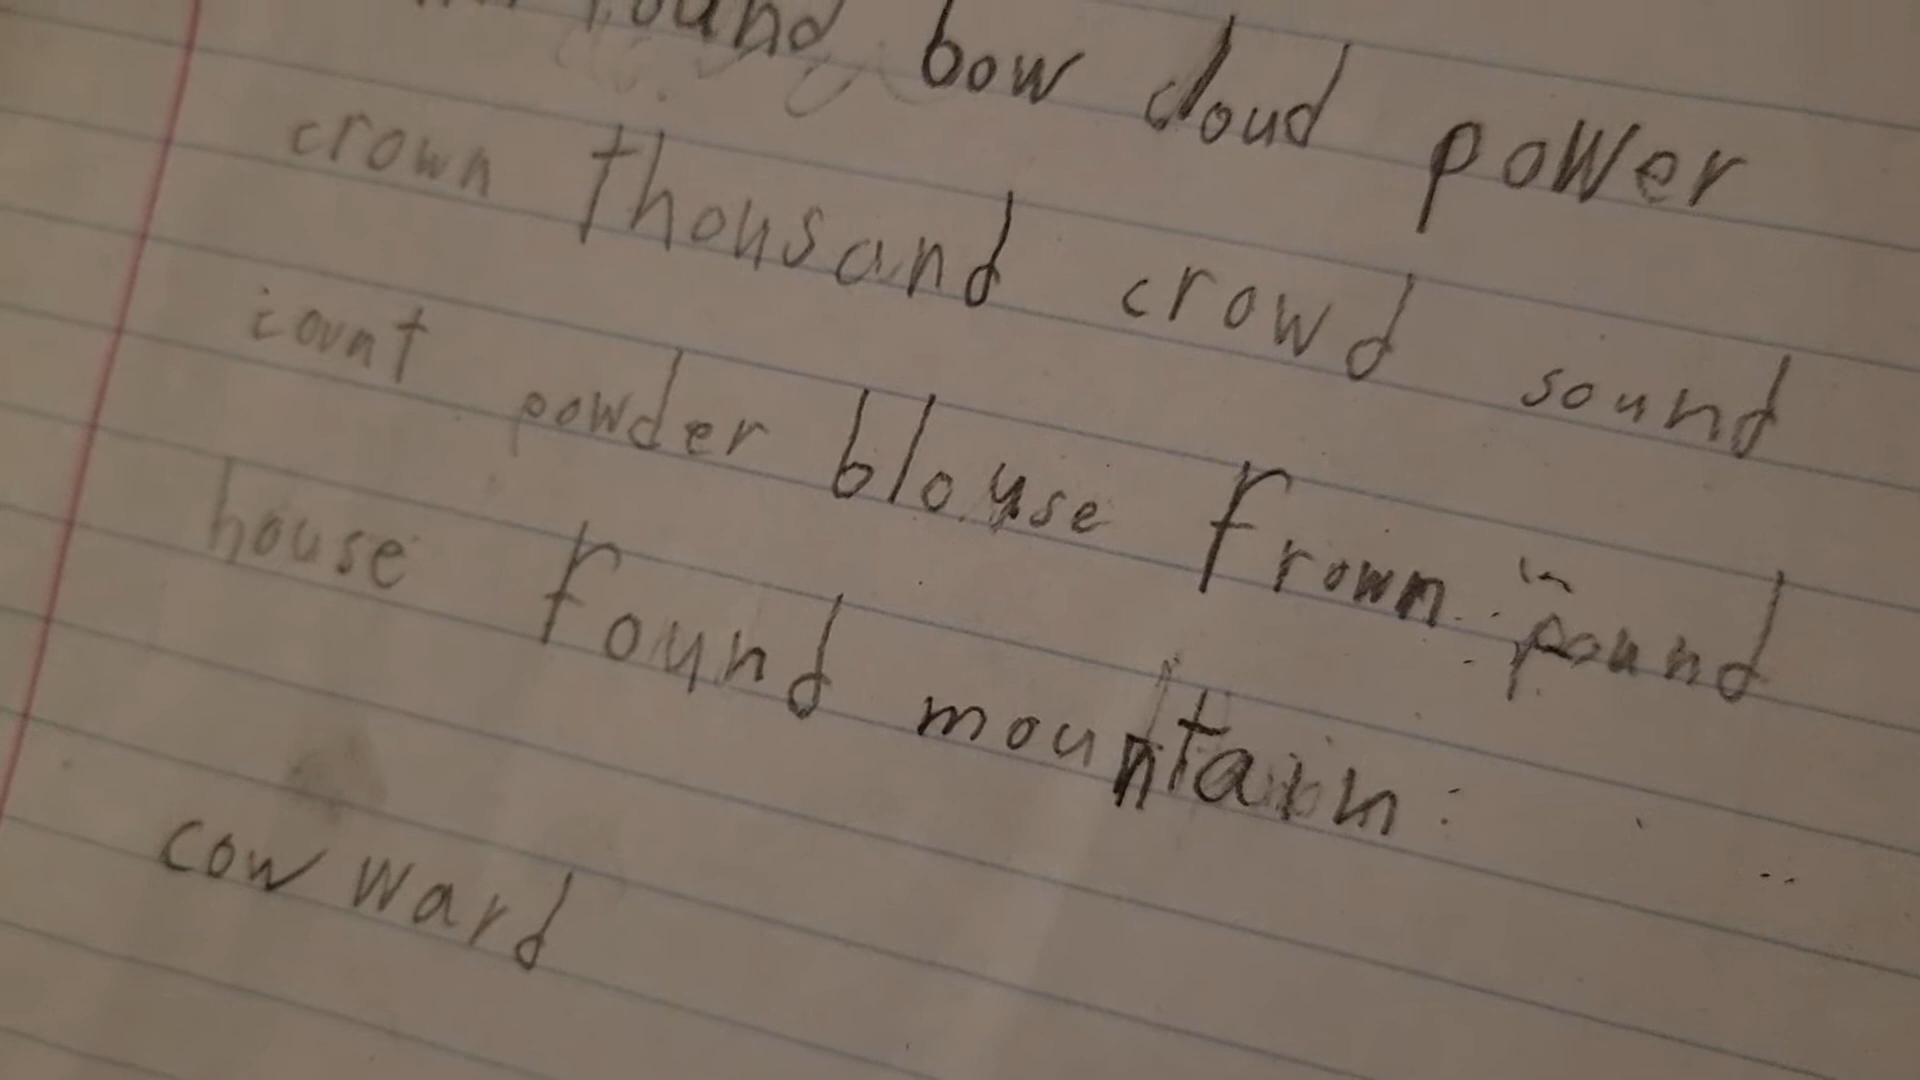 bow cloud power
crown thousand crowd sound
count powder blouse frown pound
house found mountain
cow ward